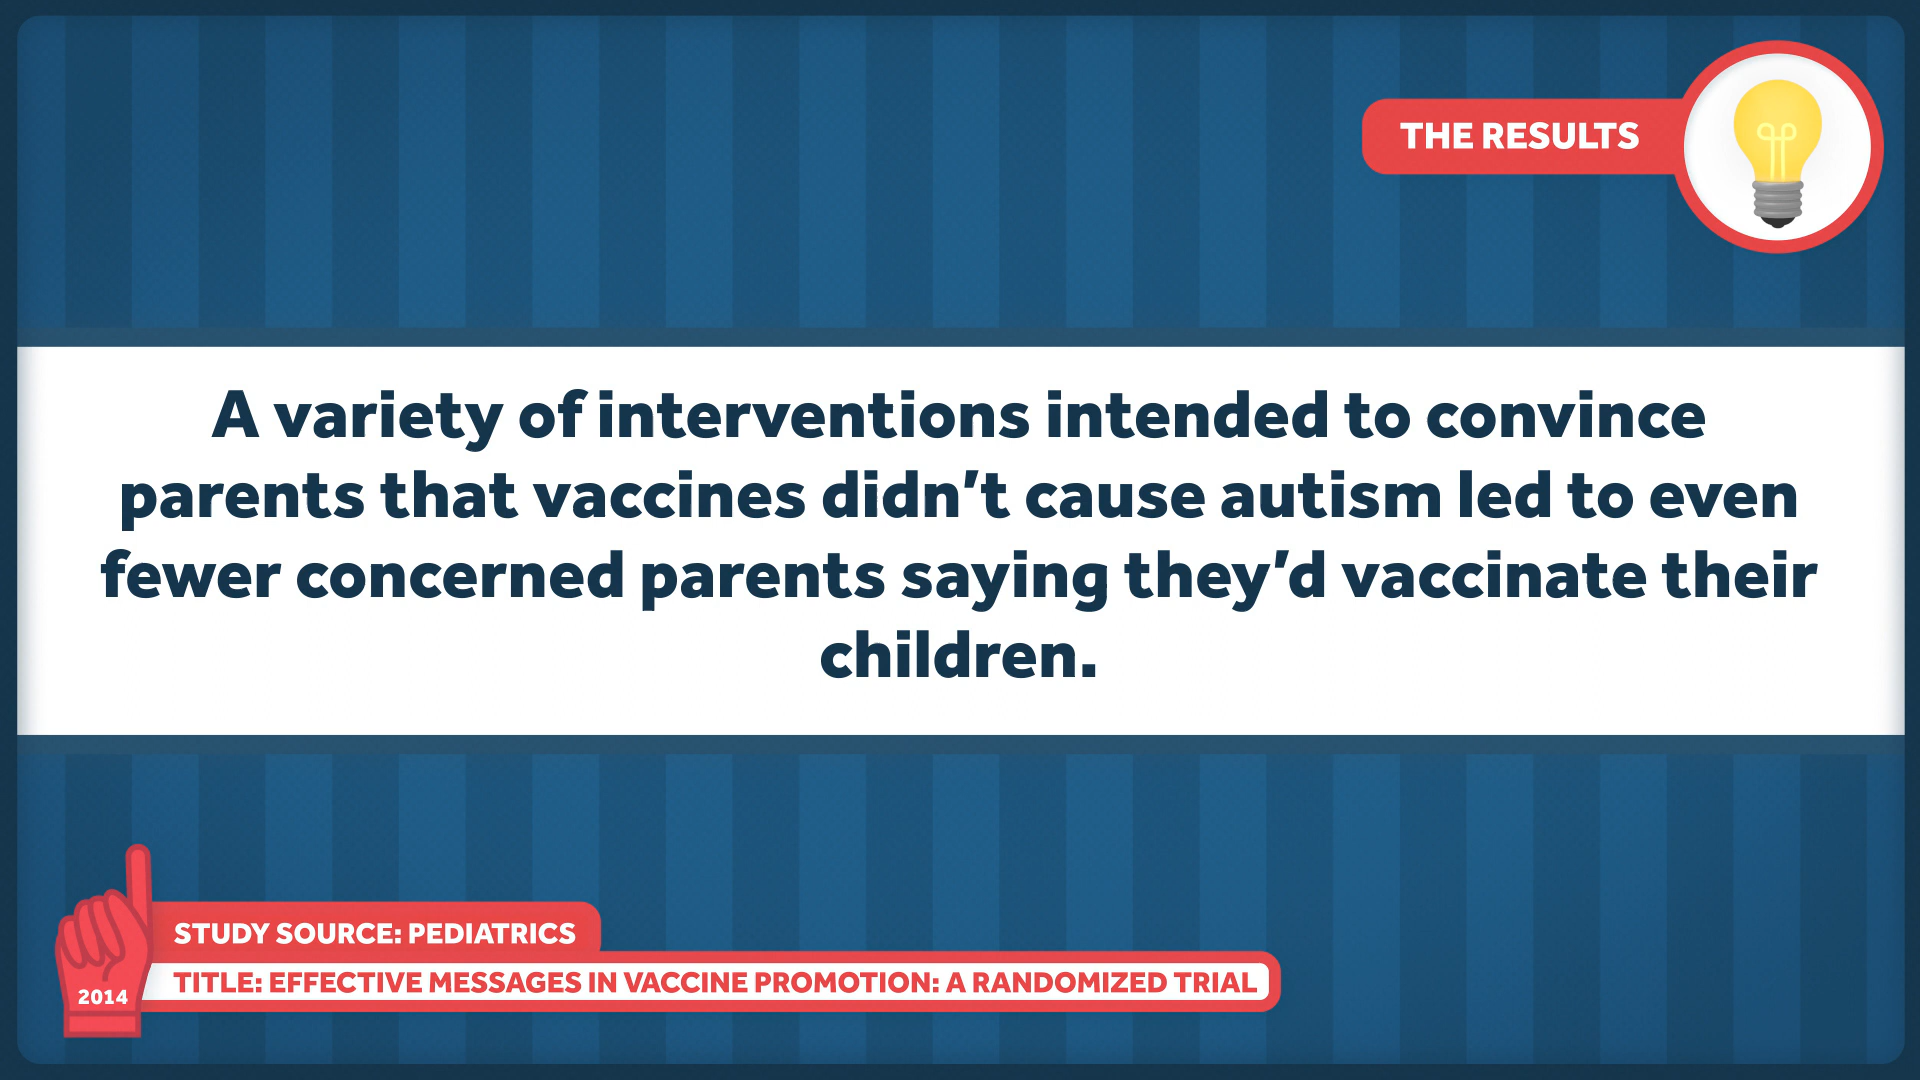 THE RESULTS
A variety of interventions intended to convince
parents that vaccines didn’t cause autism led to even
fewer concerned parents saying they’d vaccinate their
children.
STUDY SOURCE: PEDIATRICS
TITLE: EFFECTIVE MESSAGES IN VACCINE PROMOTION: A RANDOMIZED TRIAL
2014